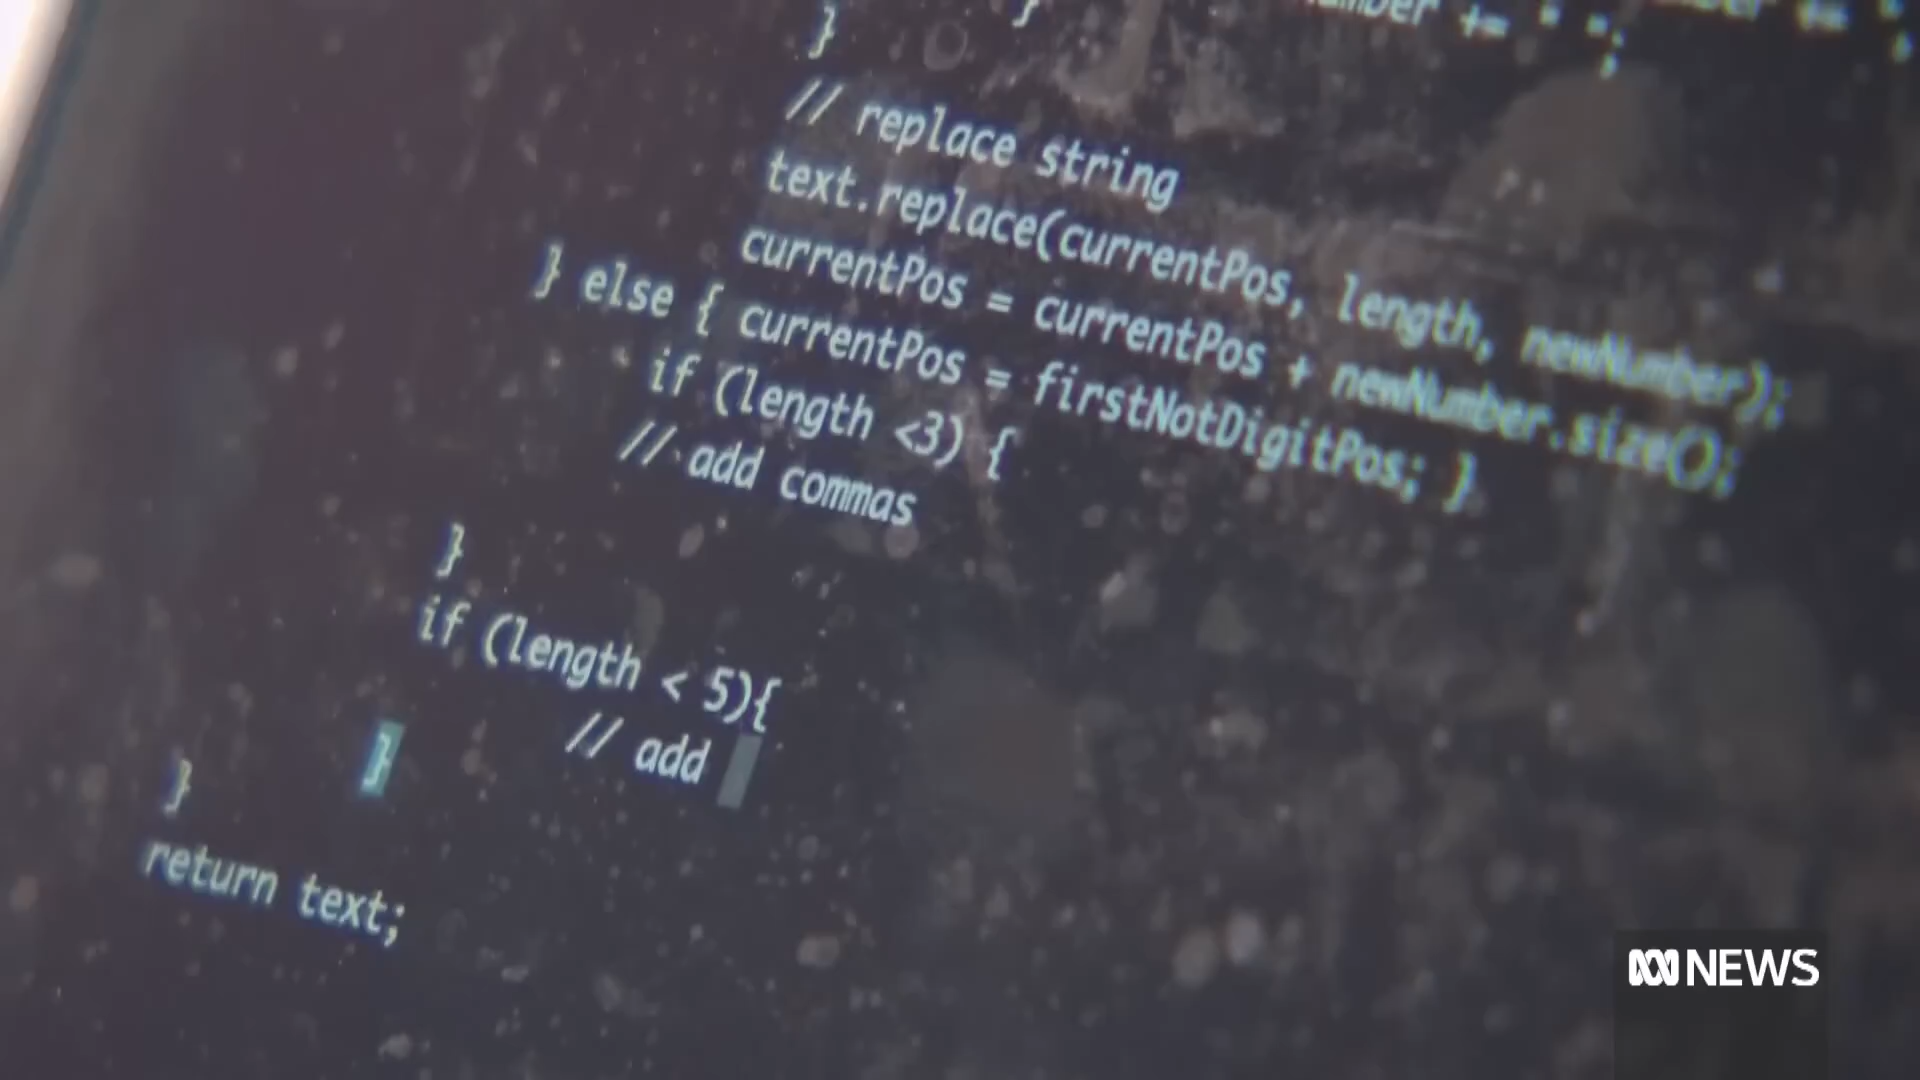 }
}
+= " ";
+=
// replace string
text.replace(currentPos, length, newNumber);
currentPos = currentPos + newNumber.size();
} else { currentPos = firstNotDigitPos; }
if (length <3) {
// add commas
}
if (length < 5){
// add
}
}
return text;
NEWS